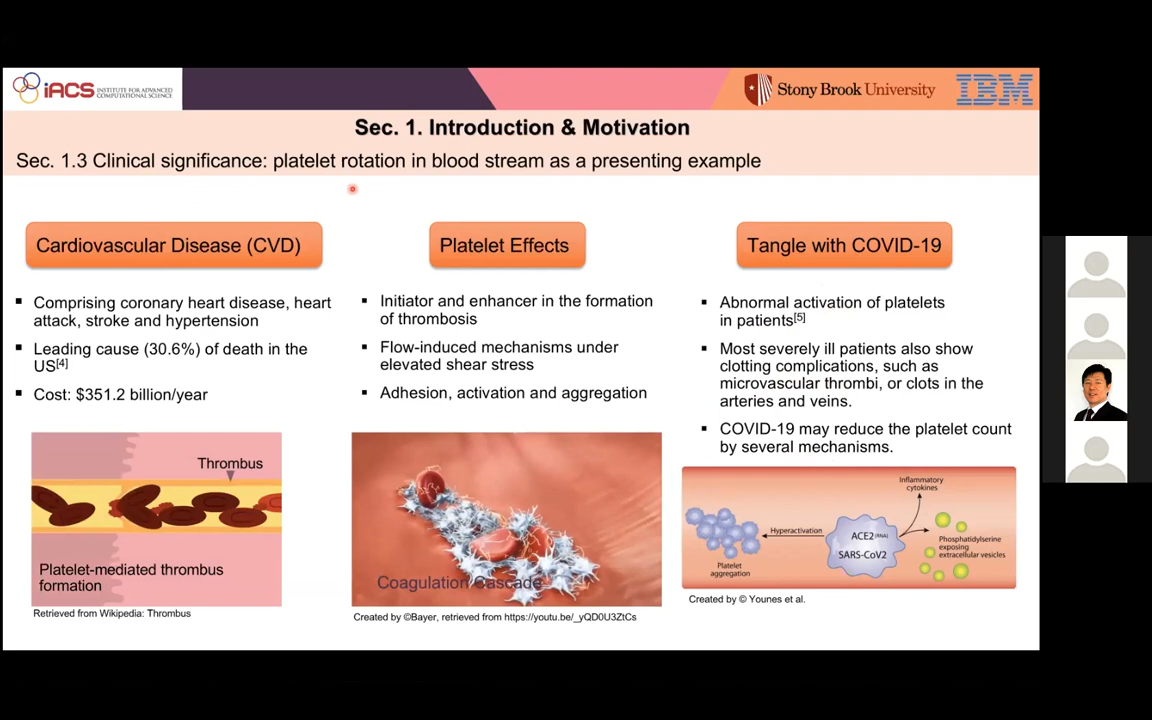 iACS INSTITUTE FOR ADVANCED
COMPUTATIONAL SCIENCE
Stony Brook University
IBM
Sec. 1. Introduction & Motivation
Sec. 1.3 Clinical significance: platelet rotation in blood stream as a presenting example
Cardiovascular Disease (CVD)
Comprising coronary heart disease, heart
attack, stroke and hypertension
Leading cause (30.6%) of death in the
US[4]
Cost: $351.2 billion/year
Thrombus
Platelet-mediated thrombus
formation
Retrieved from Wikipedia: Thrombus
Platelet Effects
Initiator and enhancer in the formation
of thrombosis
Flow-induced mechanisms under
elevated shear stress
Adhesion, activation and aggregation
Coagulation Cascade
Created by ©Bayer, retrieved from https://youtu.be/_yQD0U3ZtCs
Tangle with COVID-19
Abnormal activation of platelets
in patients[5]
Most severely ill patients also show
clotting complications, such as
microvascular thrombi, or clots in the
arteries and veins.
COVID-19 may reduce the platelet count
by several mechanisms.
Inflammatory
cytokines
Hyperactivation
ACE2 (RNA)
SARS-CoV2
Phosphatidylserine
exposing
extracellular vesicles
Platelet
aggregation
Created by © Younes et al.